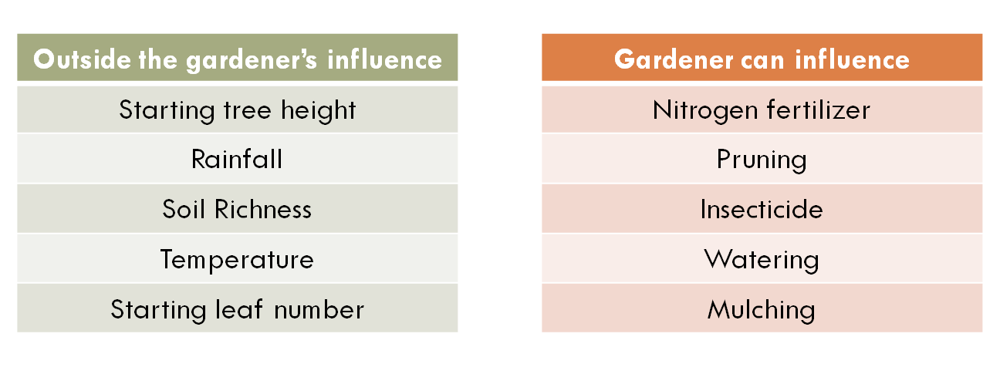 Outside the gardener’s influence
Starting tree height
Rainfall
Soil Richness
Temperature
Starting leaf number
Gardener can influence
Nitrogen fertilizer
Pruning
Insecticide
Watering
Mulching